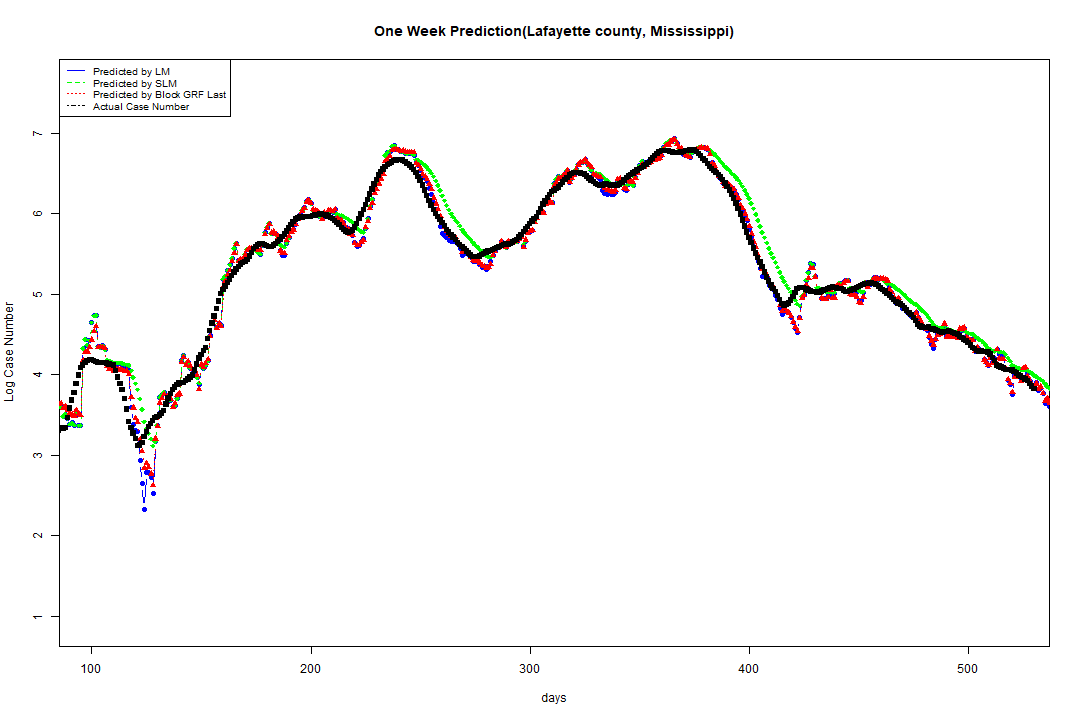 One Week Prediction(Lafayette county, Mississippi)
Predicted by LM
Predicted by SLM
Predicted by Block GRF Last
Actual Case Number
7
6
5
4
3
2
1
Log Case Number
100 200 300 400 500
days